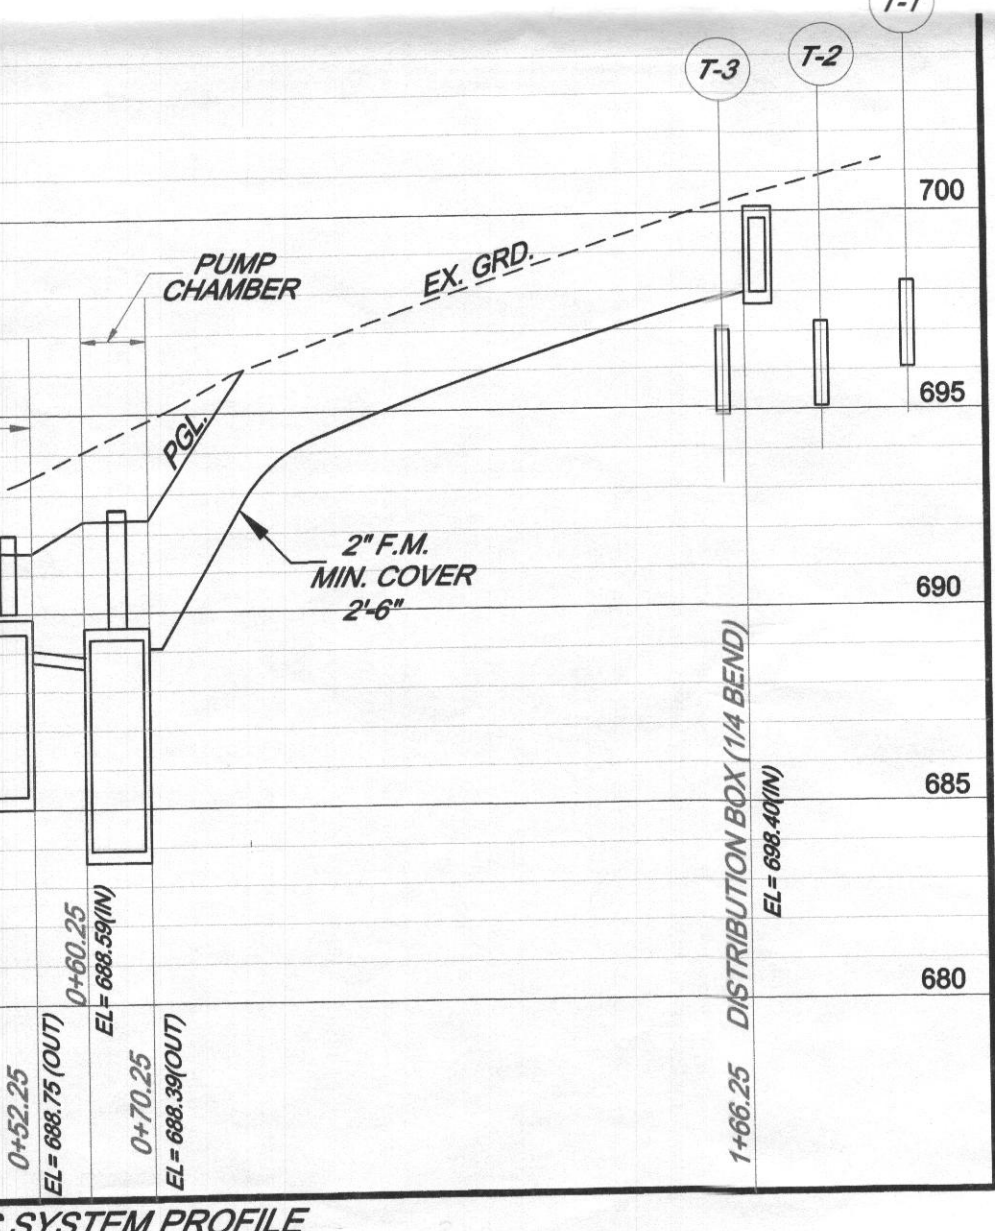 T-1
T-2
T-3
700
PUMP
CHAMBER
EX. GRD.
695
PGL.
2" F.M.
MIN. COVER
2'-6"
690
685
680
0+52.25
EL= 688.75 (OUT)
0+60.25
EL= 688.59(IN)
0+70.25
EL= 688.39(OUT)
1+66.25 DISTRIBUTION BOX (1/4 BEND)
EL= 698.40(IN)
SYSTEM PROFILE